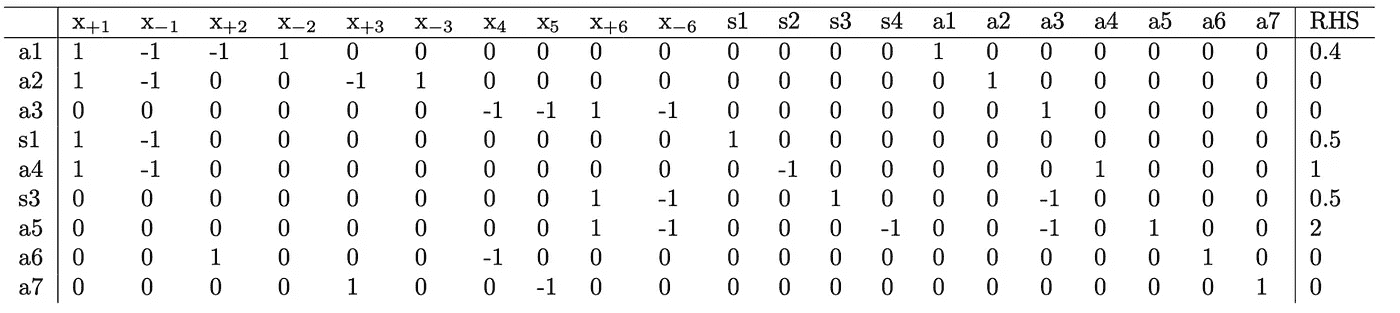 x+1 x−1 x+2 x−2 x+3 x−3 x4 x5 x+6 x−6 s1 s2 s3 s4 a1 a2 a3 a4 a5 a6 a7 RHS
a1 1 -1 -1 1 0 0 0 0 0 0 0 0 0 0 1 0 0 0 0 0 0 0.4
a2 1 -1 0 0 -1 1 0 0 0 0 0 0 0 0 0 1 0 0 0 0 0 0
a3 0 0 0 0 0 0 -1 -1 1 -1 0 0 0 0 0 0 1 0 0 0 0 0
s1 1 -1 0 0 0 0 0 0 0 0 1 0 0 0 0 0 0 0 0 0 0 0.5
a4 1 -1 0 0 0 0 0 0 0 0 0 -1 0 0 0 0 0 1 0 0 0 1
s3 0 0 0 0 0 0 0 0 1 -1 0 0 1 0 0 0 -1 0 0 0 0 0.5
a5 0 0 0 0 0 0 0 0 1 -1 0 0 0 -1 0 0 -1 0 1 0 0 2
a6 0 0 1 0 0 0 -1 0 0 0 0 0 0 0 0 0 0 0 0 1 0 0
a7 0 0 0 0 1 0 0 -1 0 0 0 0 0 0 0 0 0 0 0 0 1 0